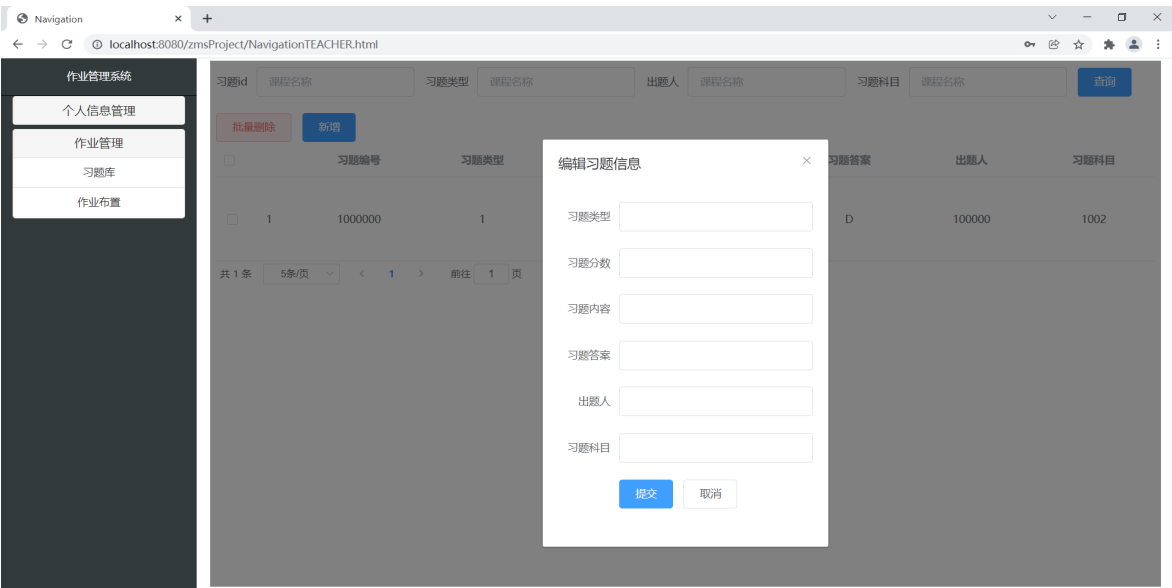 Navigation
localhost:8080/zmsProject/NavigationTEACHER.html
作业管理系统
个人信息管理
作业管理
习题库
作业布置
习题id 课程名称 习题类型 课程名称 出题人 课程名称 习题科目 课程名称 查询
批量删除 新增
习题编号 习题类型 习题答案 出题人 习题科目
1 1000000 1 D 100000 1002
共 1 条 5条/页 1 前往 1 页
编辑习题信息
习题类型
习题分数
习题内容
习题答案
出题人
习题科目
提交 取消